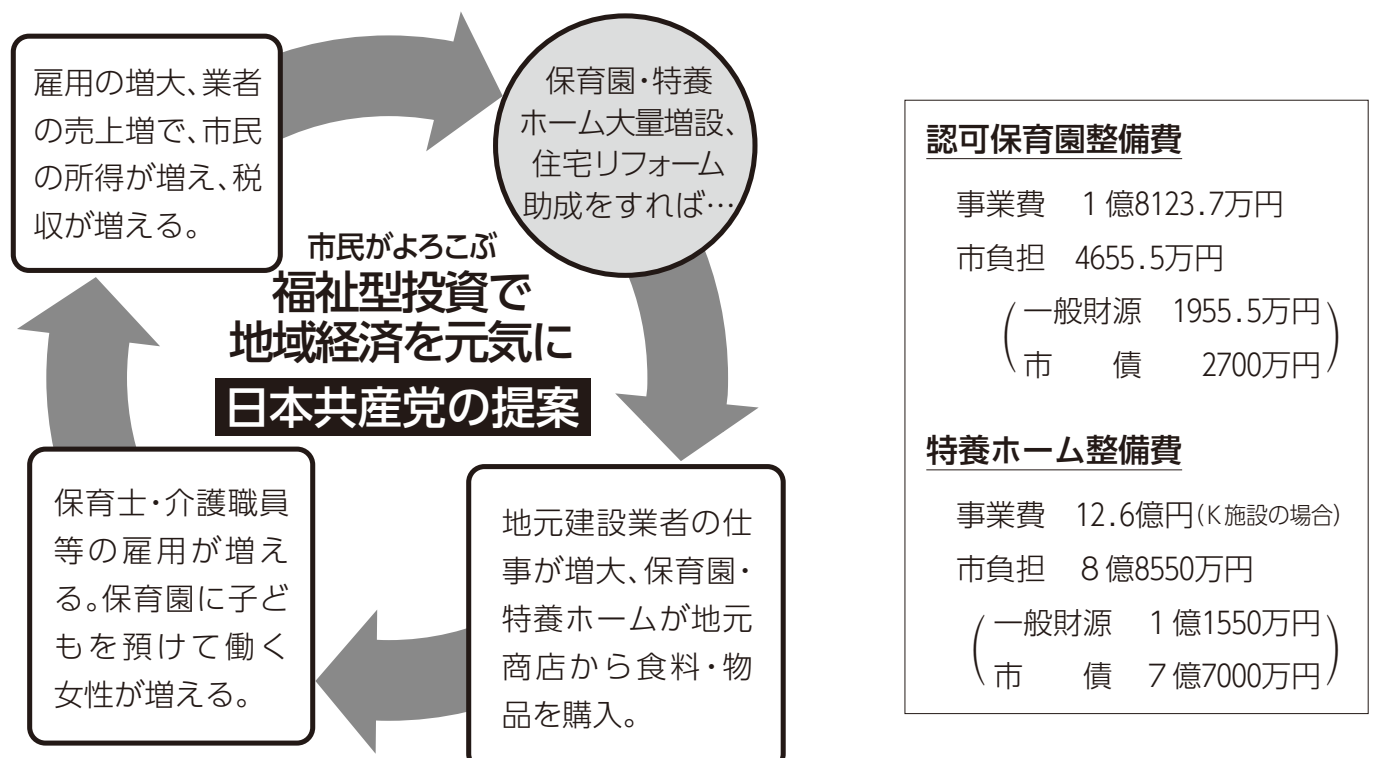 保育園・特養
ホーム大量増設、
住宅リフォーム
助成をすれば…
雇用の増大、業者
の売上増で、市民
の所得が増え、税
収が増える。
市民がよろこぶ
福祉型投資で
地域経済を元気に
日本共産党の提案
保育士・介護職員
等の雇用が増え
る。保育園に子ど
もを預けて働く
女性が増える。
地元建設業者の仕
事が増大、保育園・
特養ホームが地元
商店から食料・物
品を購入。
認可保育園整備費
事業費 1億8123.7万円
市負担 4655.5万円
(一般財源 1955.5万円
市債 2700万円)
特養ホーム整備費
事業費 12.6億円(K施設の場合)
市負担 8億8550万円
(一般財源 1億1550万円
市債 7億7000万円)